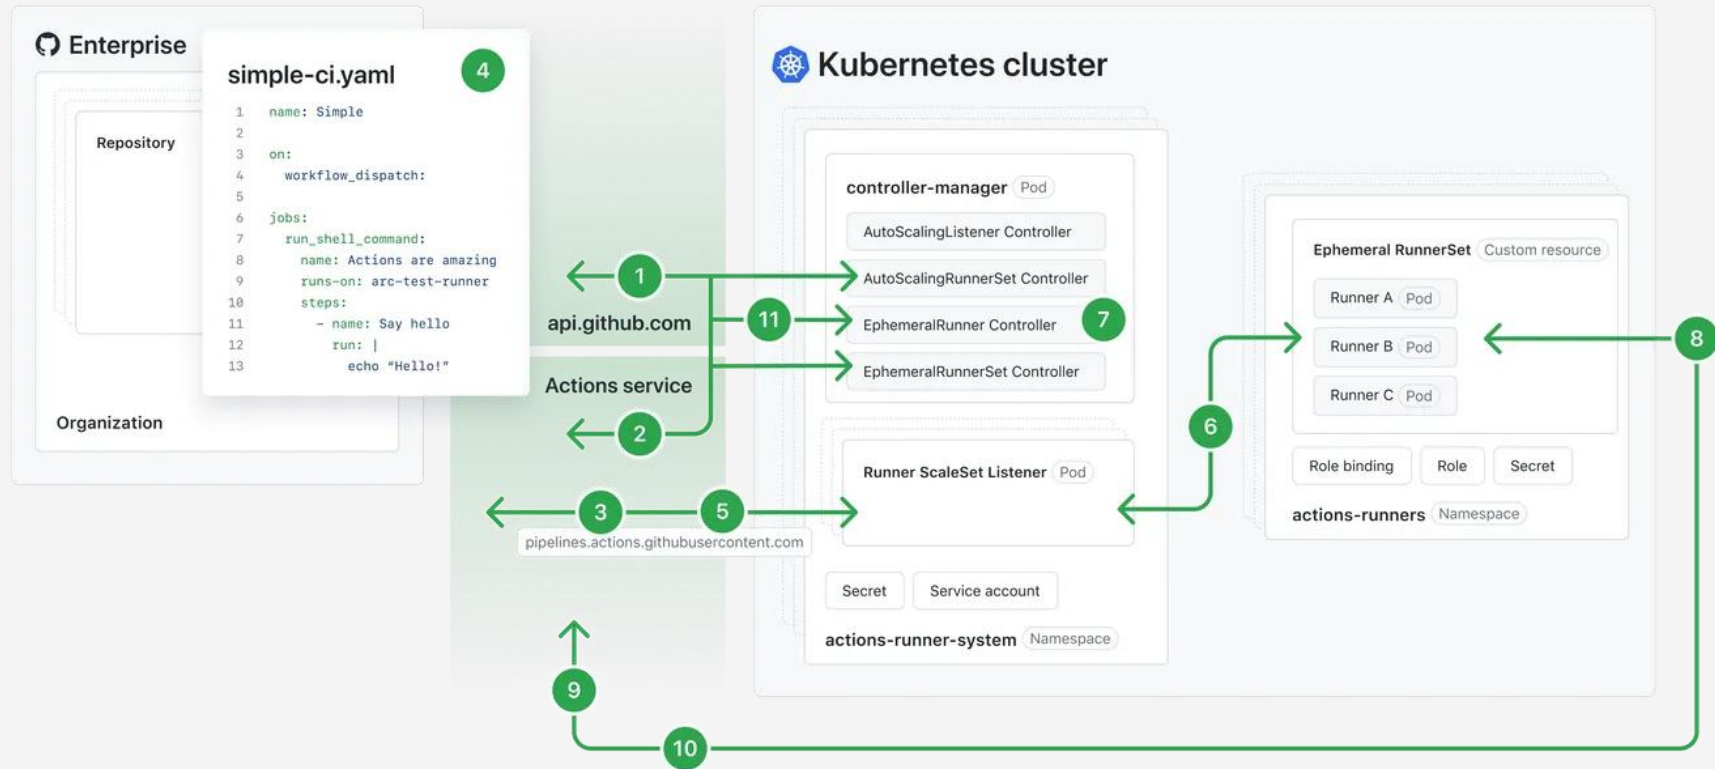 Enterprise
Repository
Organization
simple-ci.yaml
4
1 name: Simple
2
3 on:
4   workflow_dispatch:
5
6 jobs:
7   run_shell_command:
8     name: Actions are amazing
9     runs-on: arc-test-runner
10     steps:
11       - name: Say hello
12         run: |
13           echo “Hello!”
1
api.github.com
11
Actions service
2
3
5
pipelines.actions.githubusercontent.com
9
10
Kubernetes cluster
controller-manager Pod
AutoScalingListener Controller
AutoScalingRunnerSet Controller
EphemeralRunner Controller
7
EphemeralRunnerSet Controller
Runner ScaleSet Listener Pod
Secret
Service account
actions-runner-system Namespace
6
Ephemeral RunnerSet Custom resource
Runner A Pod
Runner B Pod
Runner C Pod
8
Role binding
Role
Secret
actions-runners Namespace